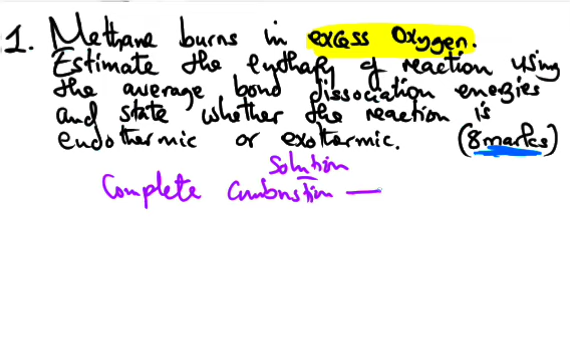 1. Methane burns in excess Oxygen.
Estimate the enthalpy of reaction using
the average bond dissociation energies
and state whether the reaction is
endothermic or exothermic. (8marks)
Solution
Complete Combustion —